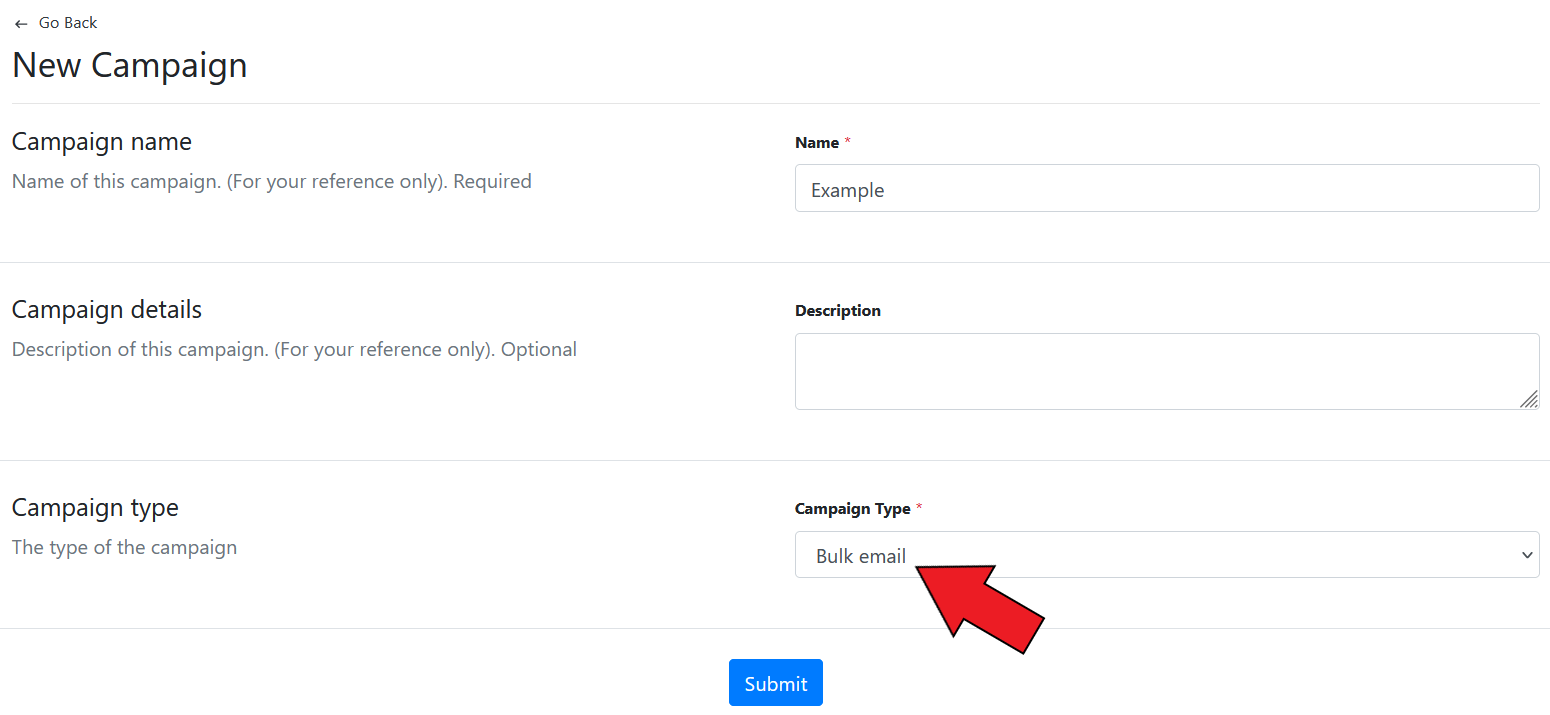 Go Back
New Campaign
Campaign name
Name *
Name of this campaign. (For your reference only). Required
Example
Campaign details
Description
Description of this campaign. (For your reference only). Optional
Campaign type
Campaign Type *
The type of the campaign
Bulk email
Submit